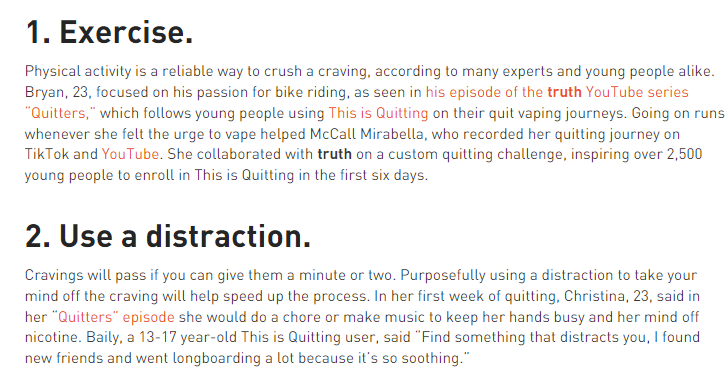 1. Exercise.
Physical activity is a reliable way to crush a craving, according to many experts and young people alike.
Bryan, 23, focused on his passion for bike riding, as seen in his episode of the truth YouTube series
“Quitters,” which follows young people using This is Quitting on their quit vaping journeys. Going on runs
whenever she felt the urge to vape helped McCall Mirabella, who recorded her quitting journey on
TikTok and YouTube. She collaborated with truth on a custom quitting challenge, inspiring over 2,500
young people to enroll in This is Quitting in the first six days.
2. Use a distraction.
Cravings will pass if you can give them a minute or two. Purposefully using a distraction to take your
mind off the craving will help speed up the process. In her first week of quitting, Christina, 23, said in
her “Quitters” episode she would do a chore or make music to keep her hands busy and her mind off
nicotine. Baily, a 13-17 year-old This is Quitting user, said “Find something that distracts you, I found
new friends and went longboarding a lot because it’s so soothing.”